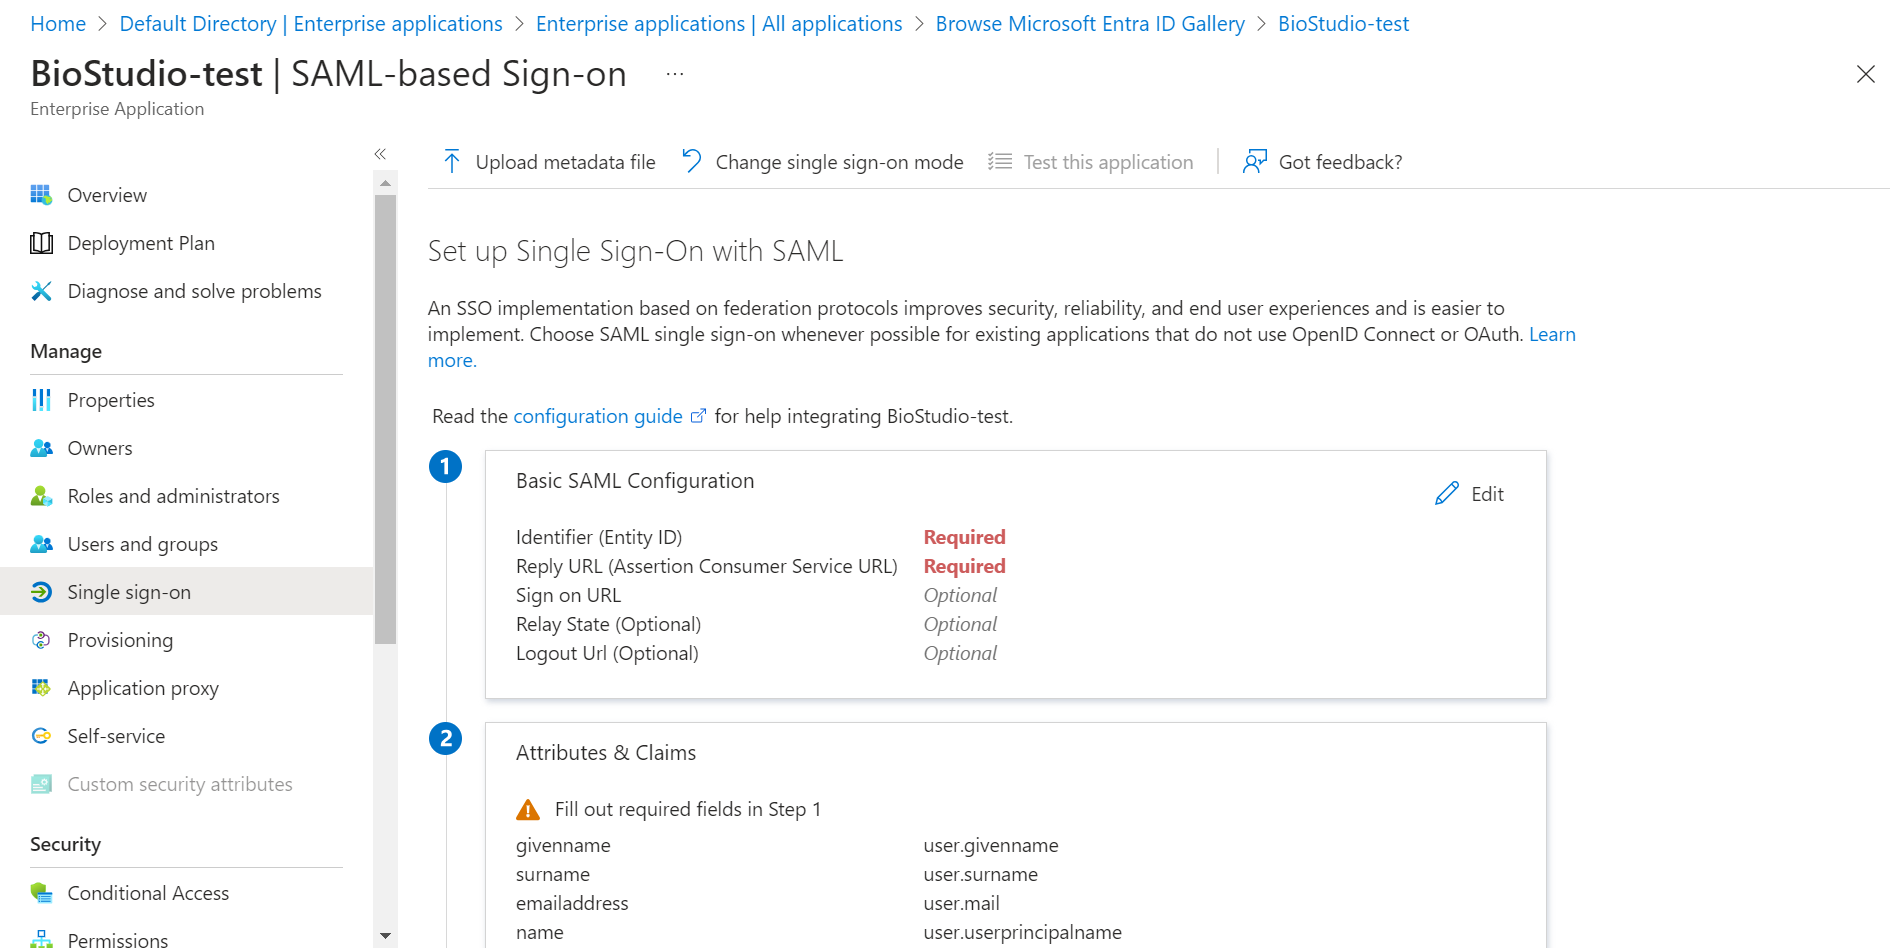 Home > Default Directory | Enterprise applications > Enterprise applications | All applications > Browse Microsoft Entra ID Gallery > BioStudio-test
BioStudio-test | SAML-based Sign-on ...
Enterprise Application
Overview
Deployment Plan
Diagnose and solve problems
Manage
Properties
Owners
Roles and administrators
Users and groups
Single sign-on
Provisioning
Application proxy
Self-service
Custom security attributes
Security
Conditional Access
Permissions
Upload metadata file Change single sign-on mode Test this application | Got feedback?
Set up Single Sign-On with SAML
An SSO implementation based on federation protocols improves security, reliability, and end user experiences and is easier to
implement. Choose SAML single sign-on whenever possible for existing applications that do not use OpenID Connect or OAuth. Learn
more.
Read the configuration guide for help integrating BioStudio-test.
1
Basic SAML Configuration
Edit
Identifier (Entity ID) Required
Reply URL (Assertion Consumer Service URL) Required
Sign on URL Optional
Relay State (Optional) Optional
Logout Url (Optional) Optional
2
Attributes & Claims
Fill out required fields in Step 1
givenname user.givenname
surname user.surname
emailaddress user.mail
name user.userprincipalname